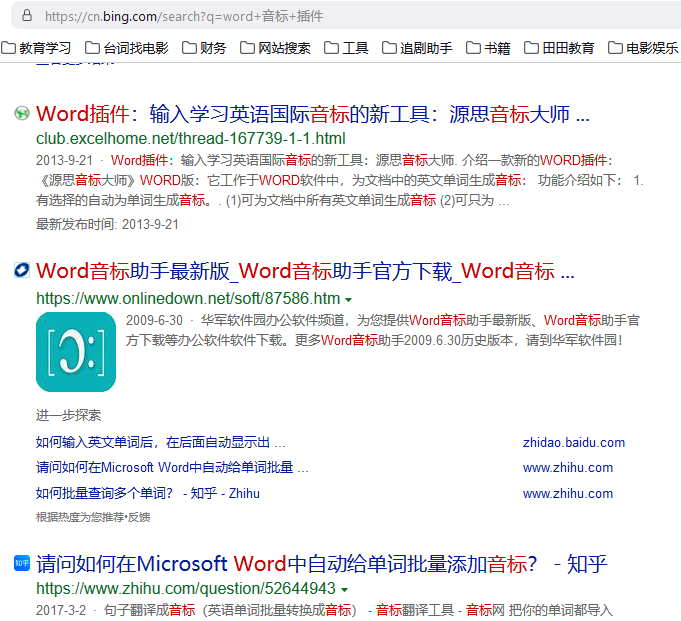 https://cn.bing.com/search?q=word+音标+插件
教育学习 台词找电影 财务 网站搜索 工具 追剧助手 书籍 田田教育 电影娱乐
Word插件：输入学习英语国际音标的新工具：源思音标大师 ...
club.excelhome.net/thread-167739-1-1.html
2013-9-21 · Word插件：输入学习英语国际音标的新工具：源思音标大师. 介绍一款新的WORD插件：
《源思音标大师》WORD版：它工作于WORD软件中，为文档中的英文单词生成音标： 功能介绍如下： 1.
有选择的自动为单词生成音标。. (1)可为文档中所有英文单词生成音标 (2)可只为 ...
最新发布时间: 2013-9-21
Word音标助手最新版_Word音标助手官方下载_Word音标 ...
https://www.onlinedown.net/soft/87586.htm
2009-6-30 · 华军软件园办公软件频道，为您提供Word音标助手最新版、Word音标助手官
方下载等办公软件软件下载。更多Word音标助手2009.6.30历史版本，请到华军软件园！
进一步探索
如何输入英文单词后，在后面自动显示出 ... zhidao.baidu.com
请问如何在Microsoft Word中自动给单词批量 ... www.zhihu.com
如何批量查询多个单词？ - 知乎 - Zhihu www.zhihu.com
根据热度为您推荐•反馈
知乎 请问如何在Microsoft Word中自动给单词批量添加音标？ - 知乎
https://www.zhihu.com/question/52644943
2017-3-2 · 句子翻译成音标（英语单词批量转换成音标） - 音标翻译工具 - 音标网 把你的单词都导入